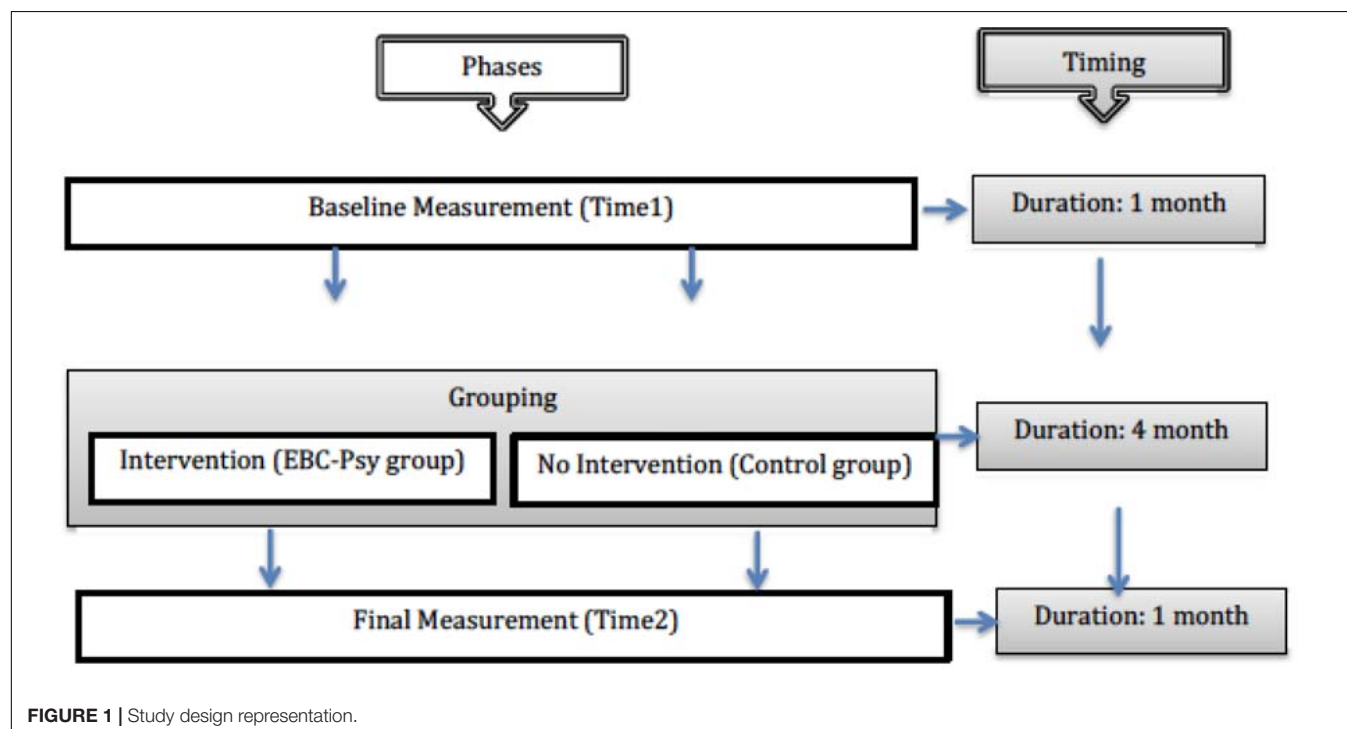 Phases
Timing
Baseline Measurement (Time1)
Duration: 1 month
Grouping
Intervention (EBC-Psy group)
No Intervention (Control group)
Duration: 4 month
Final Measurement (Time2)
Duration: 1 month
FIGURE 1 | Study design representation.